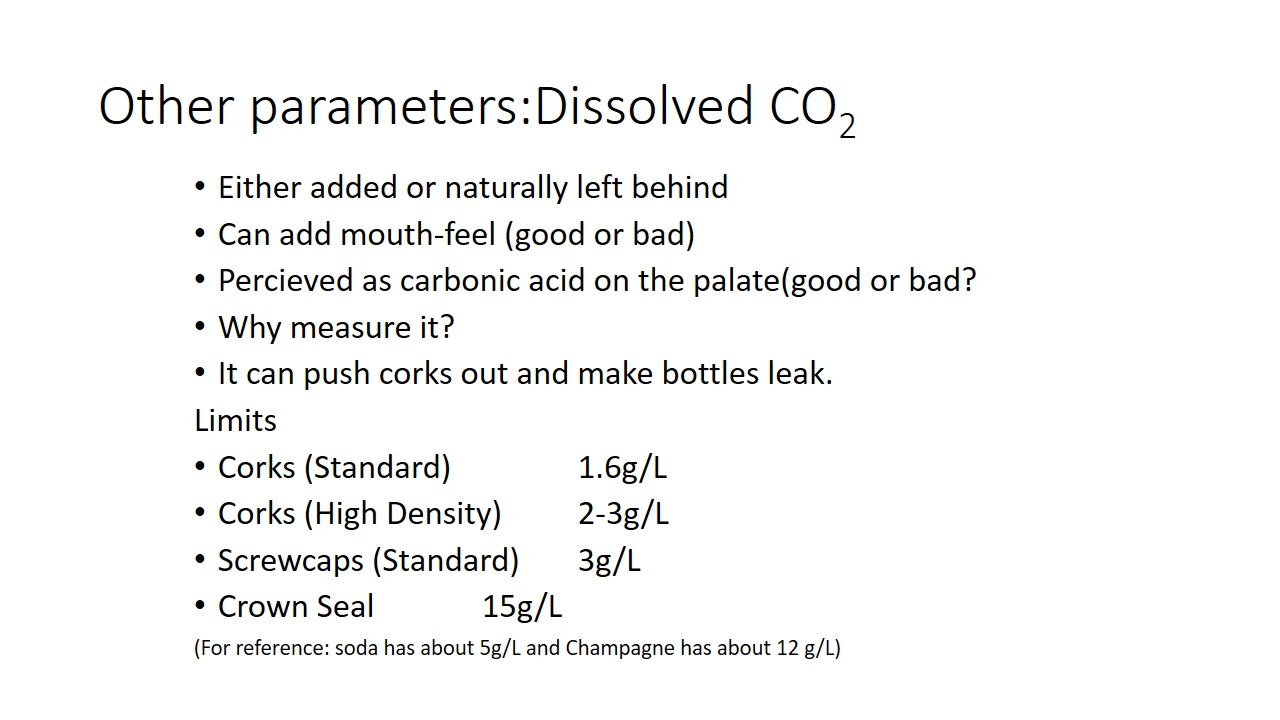 Other parameters:Dissolved CO₂
• Either added or naturally left behind
• Can add mouth-feel (good or bad)
• Percieved as carbonic acid on the palate(good or bad?
• Why measure it?
• It can push corks out and make bottles leak.
Limits
• Corks (Standard) 1.6g/L
• Corks (High Density) 2-3g/L
• Screwcaps (Standard) 3g/L
• Crown Seal 15g/L
(For reference: soda has about 5g/L and Champagne has about 12 g/L)